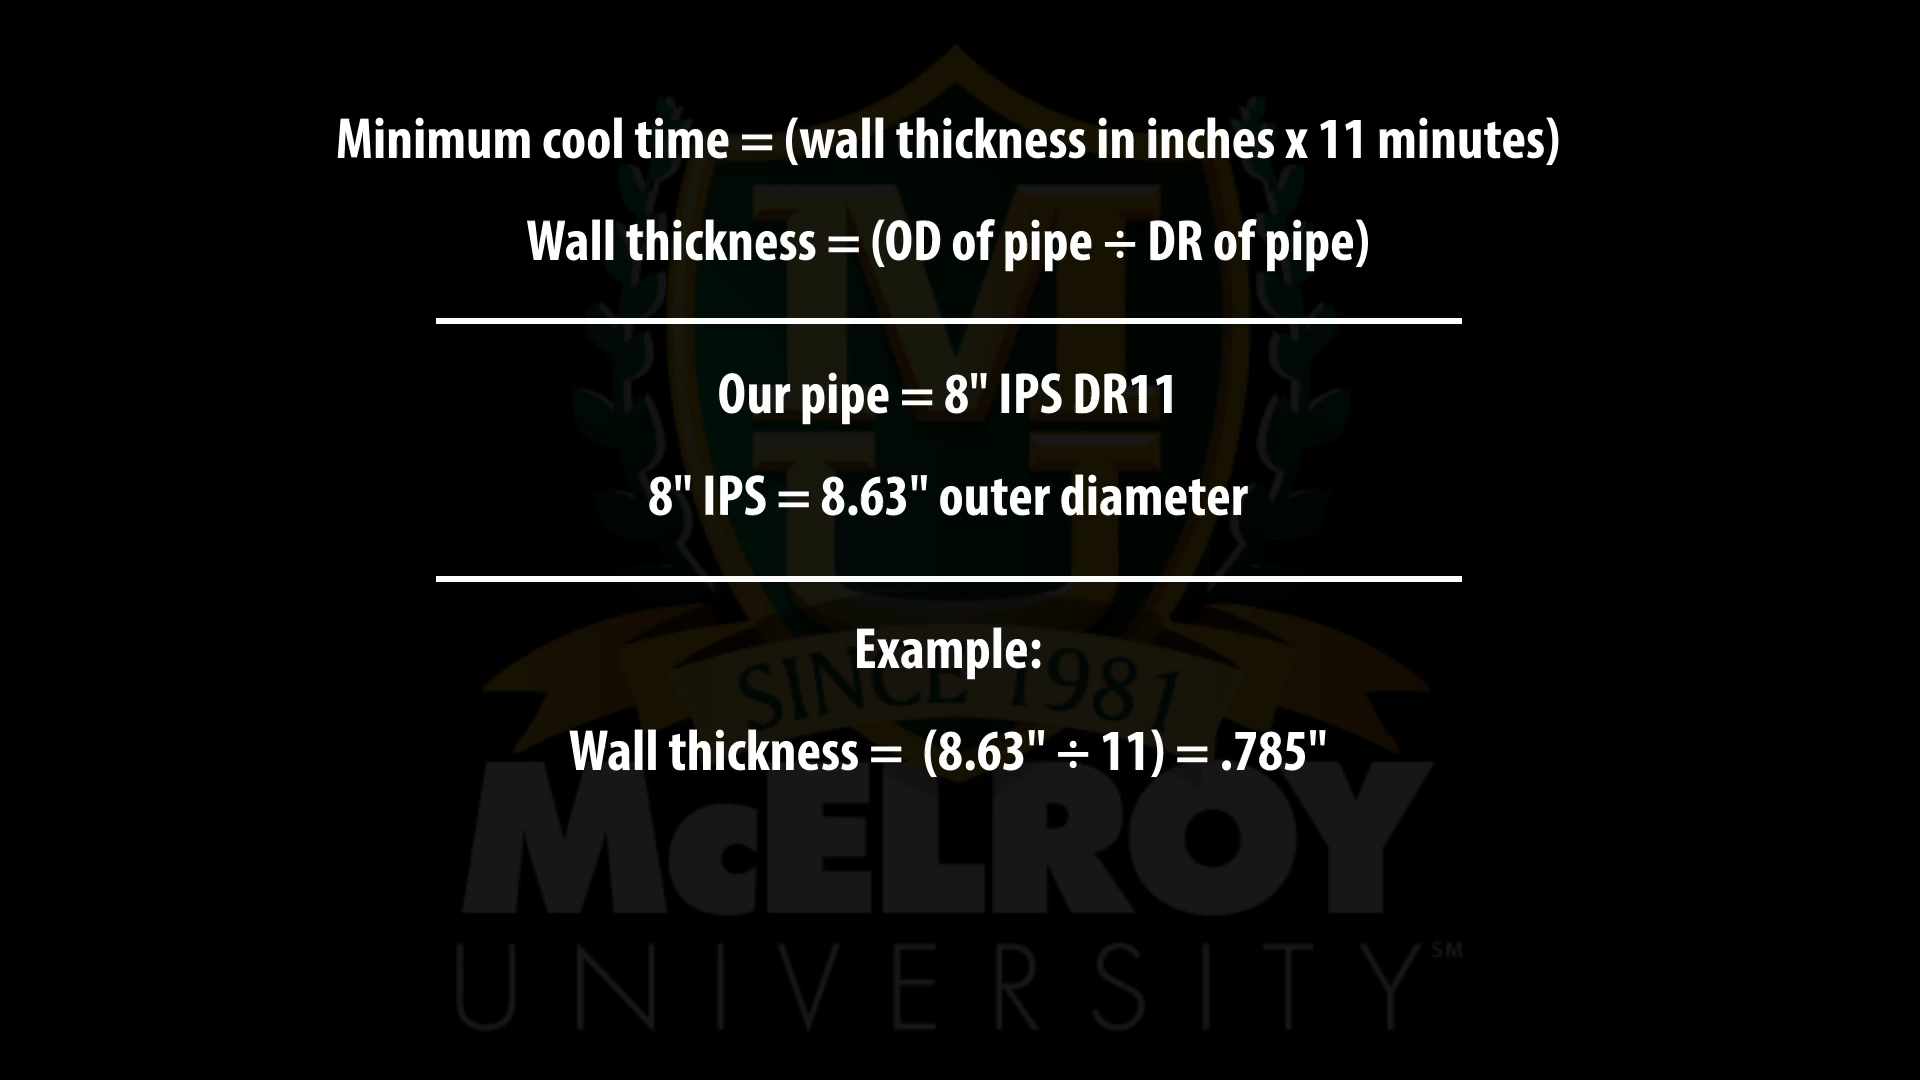 Minimum cool time = (wall thickness in inches x 11 minutes)
Wall thickness = (OD of pipe ÷ DR of pipe)
Our pipe = 8" IPS DR11
8" IPS = 8.63" outer diameter
Example:
Wall thickness =  (8.63" ÷ 11) = .785"
MU
SINCE 1981
McELROY
UNIVERSITY SM